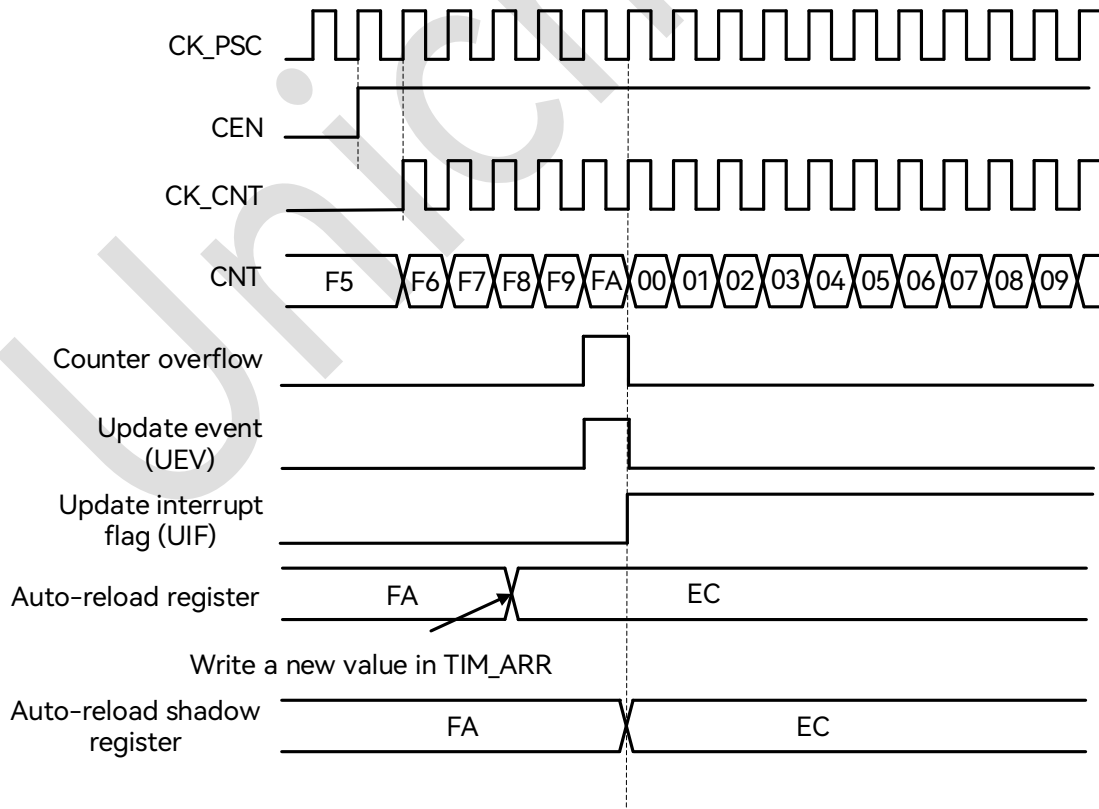 CK_PSC
CEN
CK_CNT
CNT
F5 F6 F7 F8 F9 FA 00 01 02 03 04 05 06 07 08 09
Counter overflow
Update event
(UEV)
Update interrupt
flag (UIF)
Auto-reload register
FA EC
Write a new value in TIM_ARR
Auto-reload shadow
register
FA EC